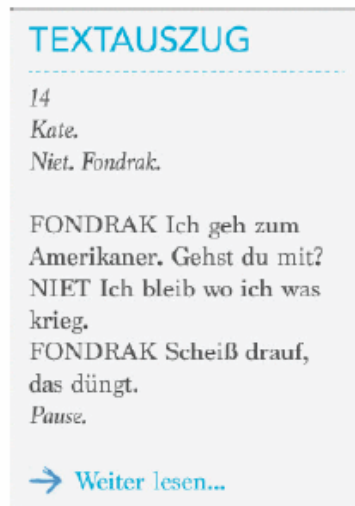 TEXTAUSZUG
14
Kate.
Niet. Fondrak.
FONDRAK Ich geh zum
Amerikaner. Gehst du mit?
NIET Ich bleib wo ich was
krieg.
FONDRAK Scheiß drauf,
das düngt.
Pause.
→ Weiter lesen...